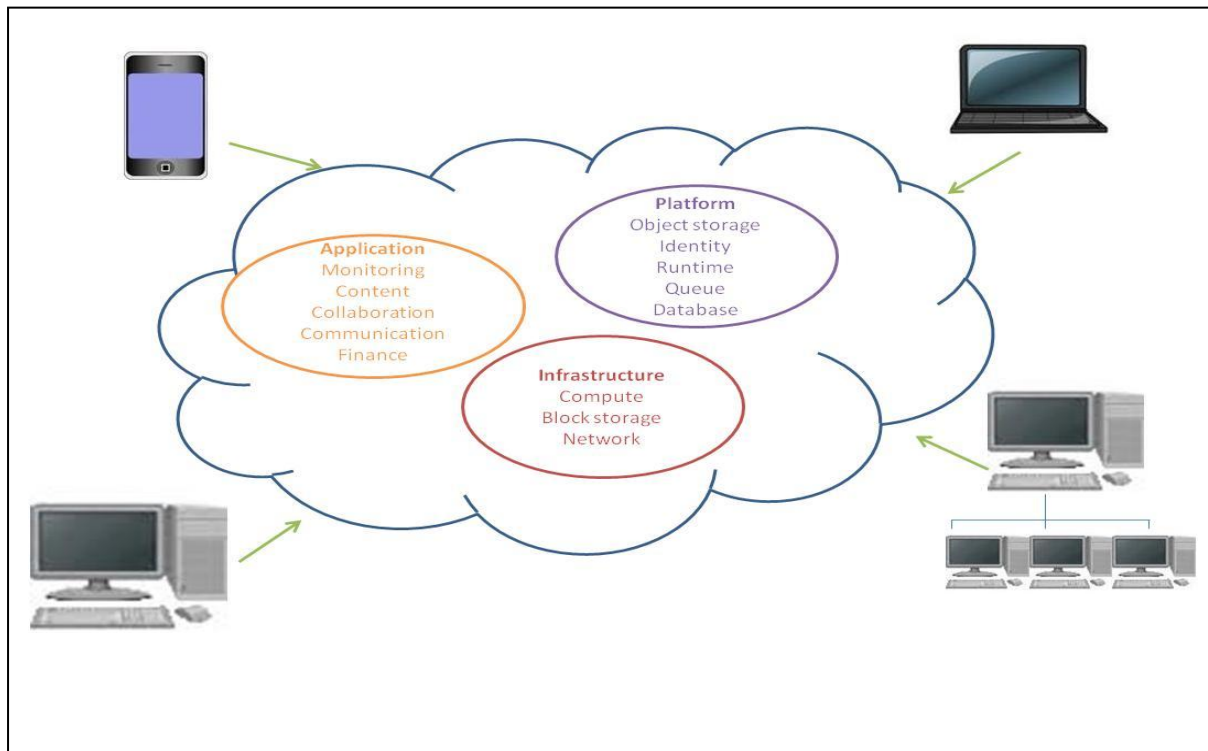 Application
Monitoring
Content
Collaboration
Communication
Finance
Platform
Object storage
Identity
Runtime
Queue
Database
Infrastructure
Compute
Block storage
Network